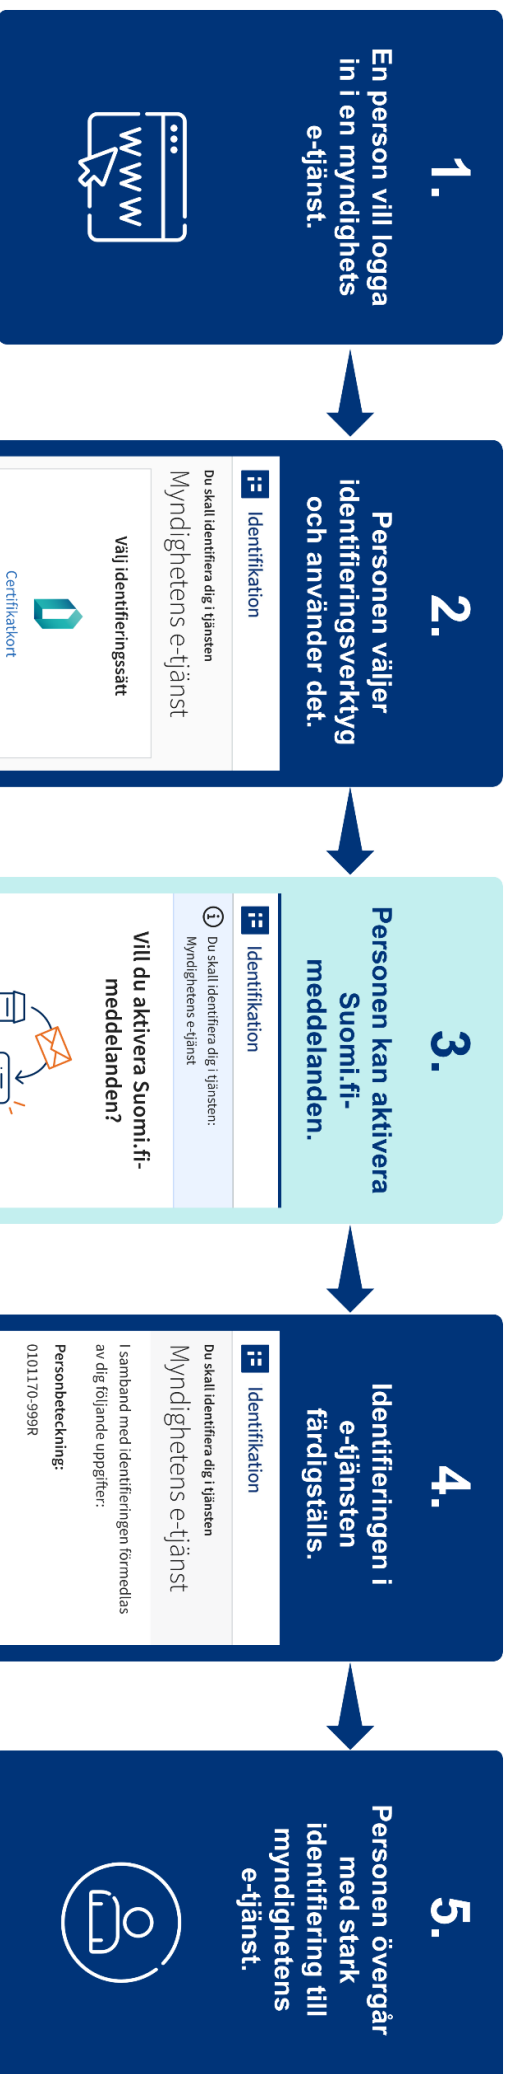 1.
En person vill logga
in i en myndighets
e-tjänst.
WWW
2.
Personen väljer
identifieringsverktyg
och använder det.
Identifikation
Du skall identifiera dig i tjänsten
Myndighetens e-tjänst
Välj identifieringssätt
Certifikatkort
3.
Personen kan aktivera
Suomi.fi-
meddelanden.
Identifikation
Du skall identifiera dig i tjänsten:
Myndighetens e-tjänst
Vill du aktivera Suomi.fi-
meddelanden?
4.
Identifieringen i
e-tjänsten
färdigställs.
Identifikation
Du skall identifiera dig i tjänsten
Myndighetens e-tjänst
I samband med identifieringen förmedlas
av dig följande uppgifter:
Personbeteckning:
0101170-999R
5.
Personen övergår
med stark
identifiering till
myndighetens
e-tjänst.